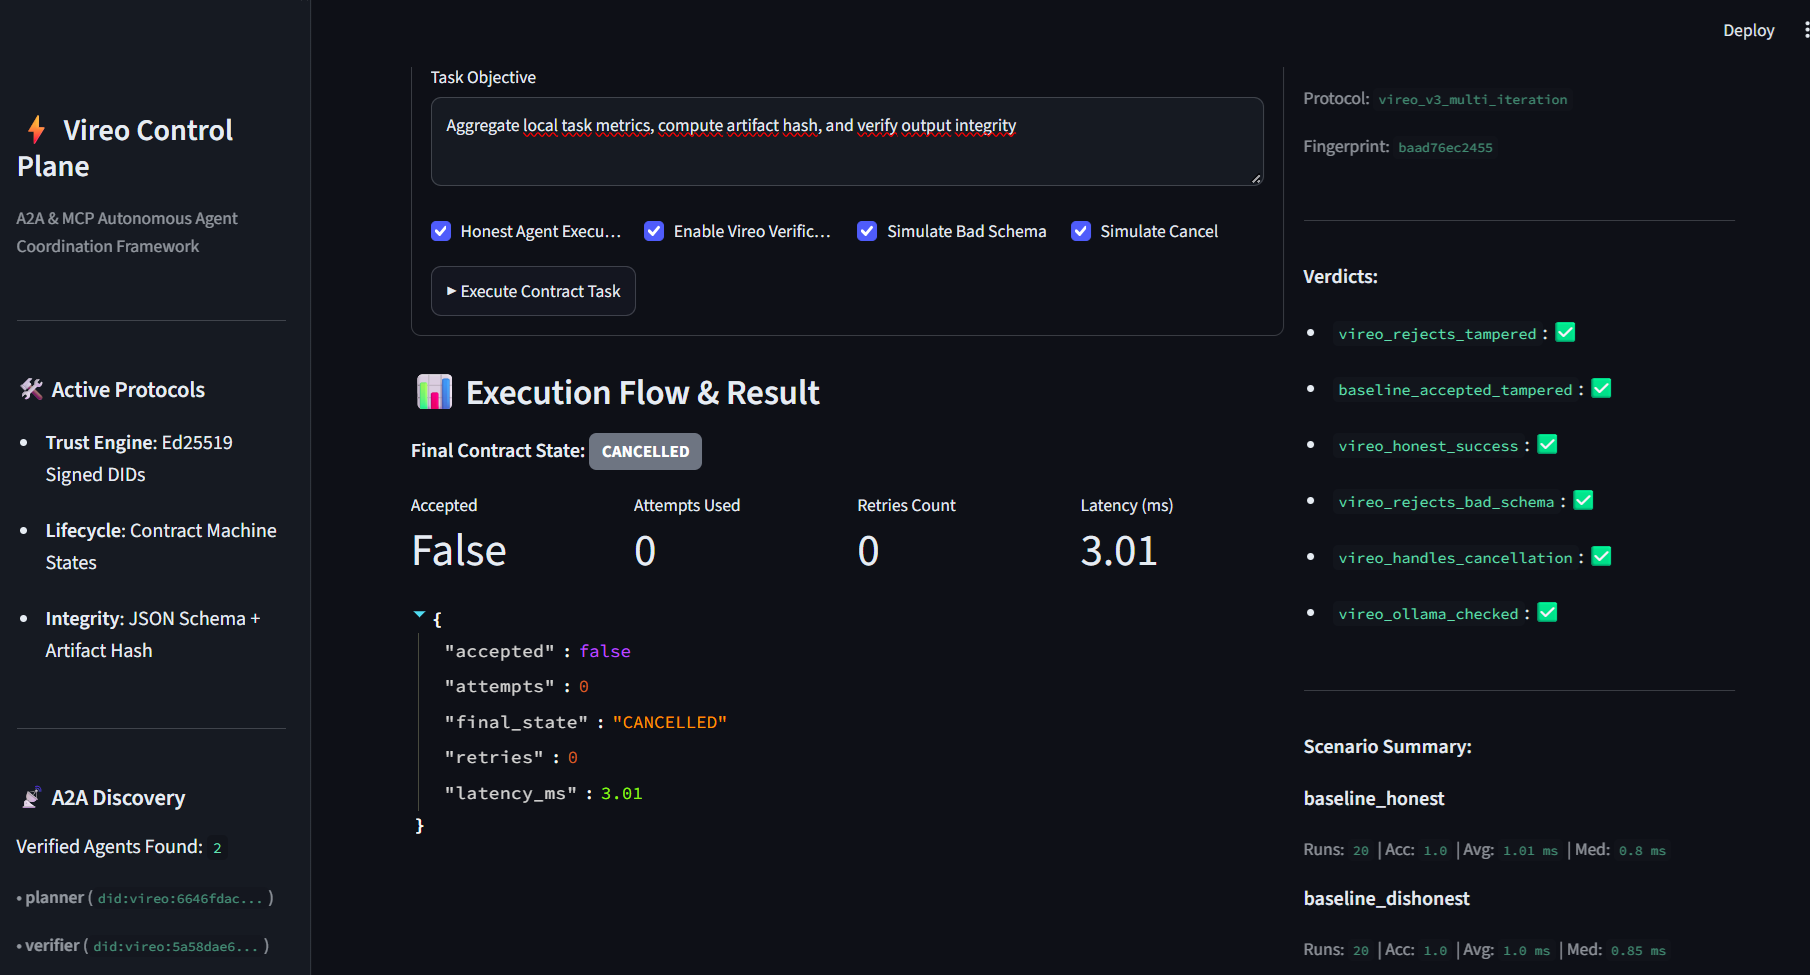 Deploy
Vireo Control
Plane
A2A & MCP Autonomous Agent
Coordination Framework
Active Protocols
• Trust Engine: Ed25519
Signed DIDs
• Lifecycle: Contract Machine
States
• Integrity: JSON Schema +
Artifact Hash
A2A Discovery
Verified Agents Found: 2
• planner ( did:vireo:6646fdac... )
• verifier ( did:vireo:5a58dae6... )
Task Objective
Aggregate local task metrics, compute artifact hash, and verify output integrity
Honest Agent Execu...
Enable Vireo Verific...
Simulate Bad Schema
Simulate Cancel
▸ Execute Contract Task
Execution Flow & Result
Final Contract State: CANCELLED
Accepted
False
Attempts Used
0
Retries Count
0
Latency (ms)
3.01
{
"accepted" : false
"attempts" : 0
"final_state" : "CANCELLED"
"retries" : 0
"latency_ms" : 3.01
}
Protocol: vireo_v3_multi_iteration
Fingerprint: baad76ec2455
Verdicts:
• vireo_rejects_tampered : ✅
• baseline_accepted_tampered : ✅
• vireo_honest_success : ✅
• vireo_rejects_bad_schema : ✅
• vireo_handles_cancellation : ✅
• vireo_ollama_checked : ✅
Scenario Summary:
baseline_honest
Runs: 20 | Acc: 1.0 | Avg: 1.01 ms | Med: 0.8 ms
baseline_dishonest
Runs: 20 | Acc: 1.0 | Avg: 1.0 ms | Med: 0.85 ms